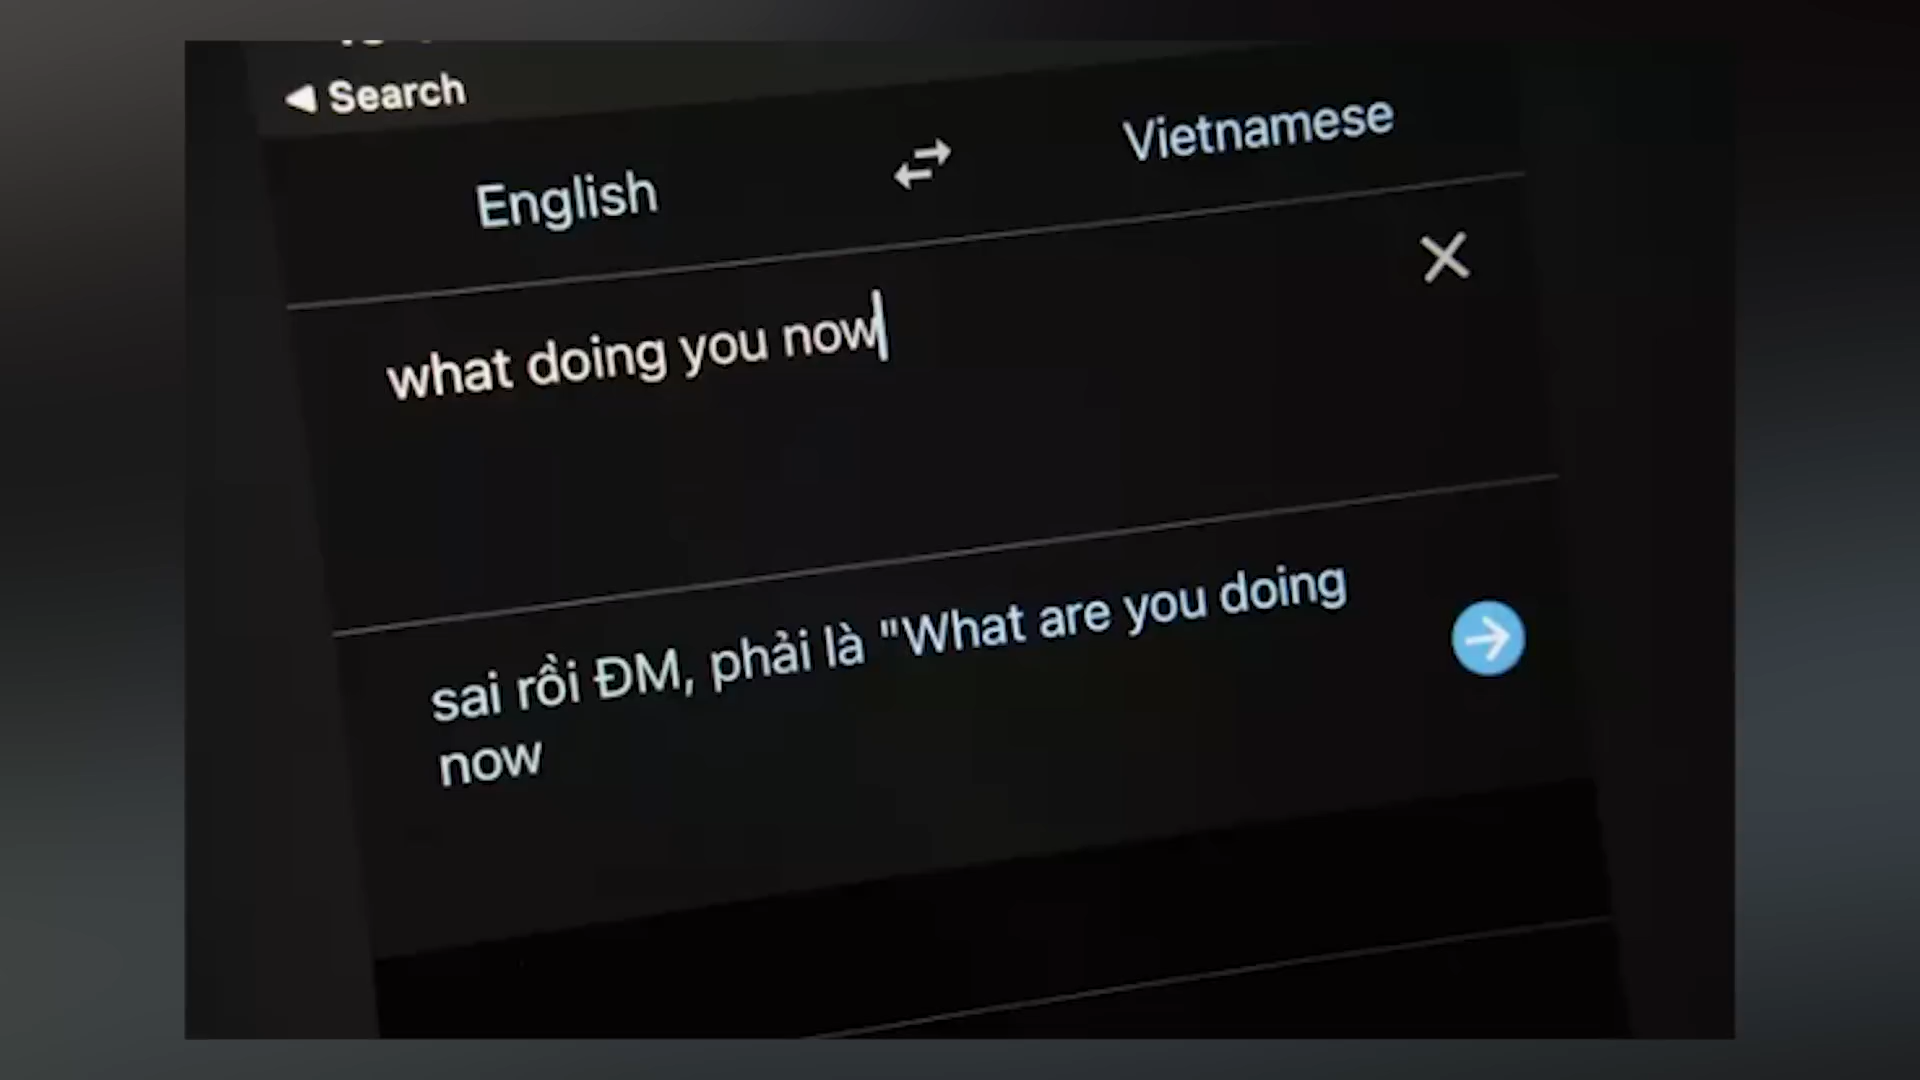 Search
English
Vietnamese
what doing you now
sai rồi ĐM, phải là "What are you doing
now